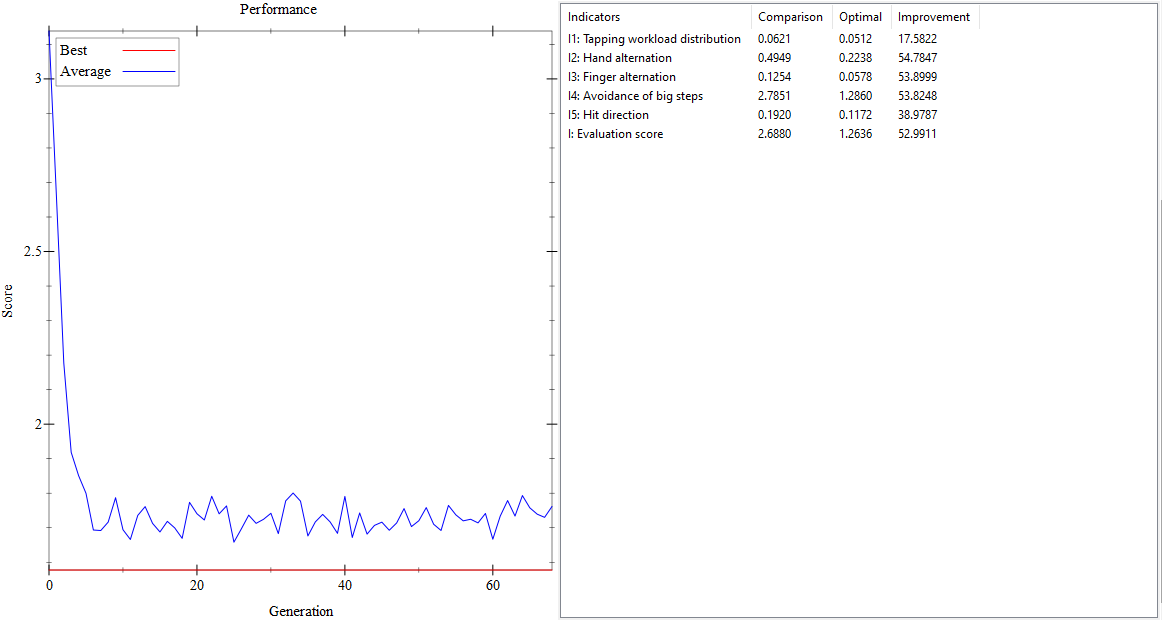 Performance
Best
Average
3
2.5
2
Score
0 20 40 60
Generation
Indicators Comparison Optimal Improvement
I1: Tapping workload distribution 0.0621 0.0512 17.5822
I2: Hand alternation 0.4949 0.2238 54.7847
I3: Finger alternation 0.1254 0.0578 53.8999
I4: Avoidance of big steps 2.7851 1.2860 53.8248
I5: Hit direction 0.1920 0.1172 38.9787
I: Evaluation score 2.6880 1.2636 52.9911